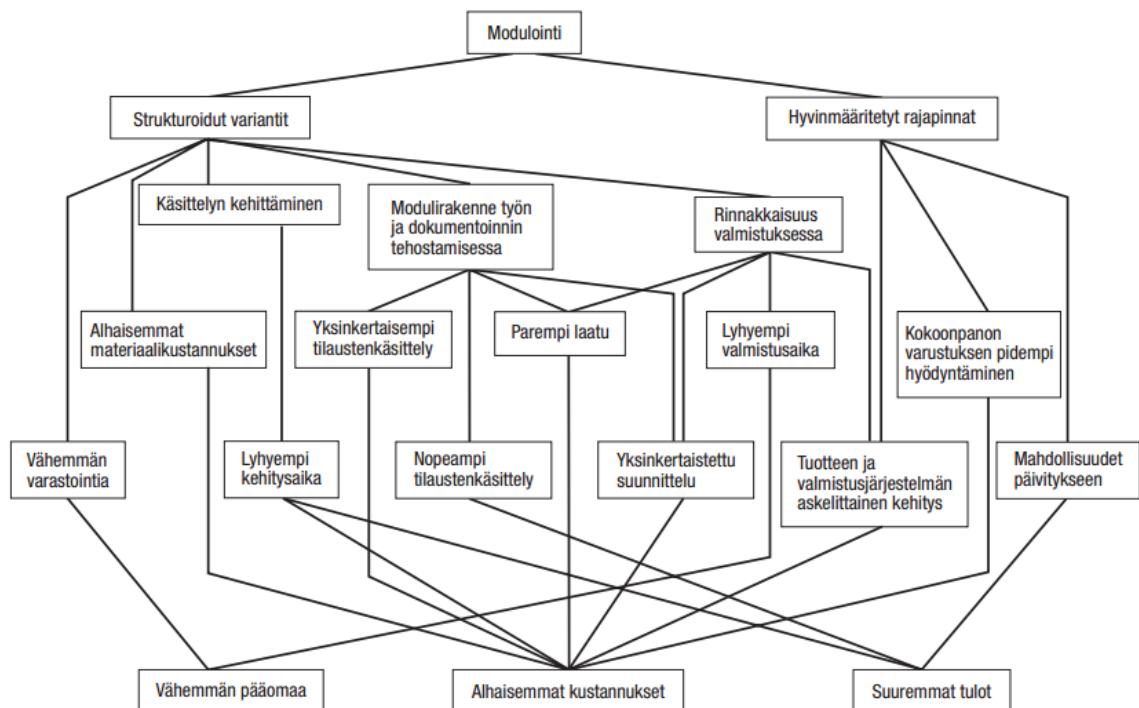 Modulointi
Strukturoidut variantit
Hyvinmääritetyt rajapinnat
Käsittelyn kehittäminen
Modulirakenne työn
ja dokumentoinnin
tehostamisessa
Rinnakkaisuus
valmistuksessa
Alhaisemmat
materiaalikustannukset
Yksinkertaisempi
tilaustenkäsittely
Parempi laatu
Lyhyempi
valmistusaika
Kokoonpanon
varustuksen pidempi
hyödyntäminen
Vähemmän
varastointia
Lyhyempi
kehitysaika
Nopeampi
tilaustenkäsittely
Yksinkertaistettu
suunnittelu
Tuotteen ja
valmistusjärjestelmän
askelittainen kehitys
Mahdollisuudet
päivitykseen
Vähemmän pääomaa
Alhaisemmat kustannukset
Suuremmat tulot